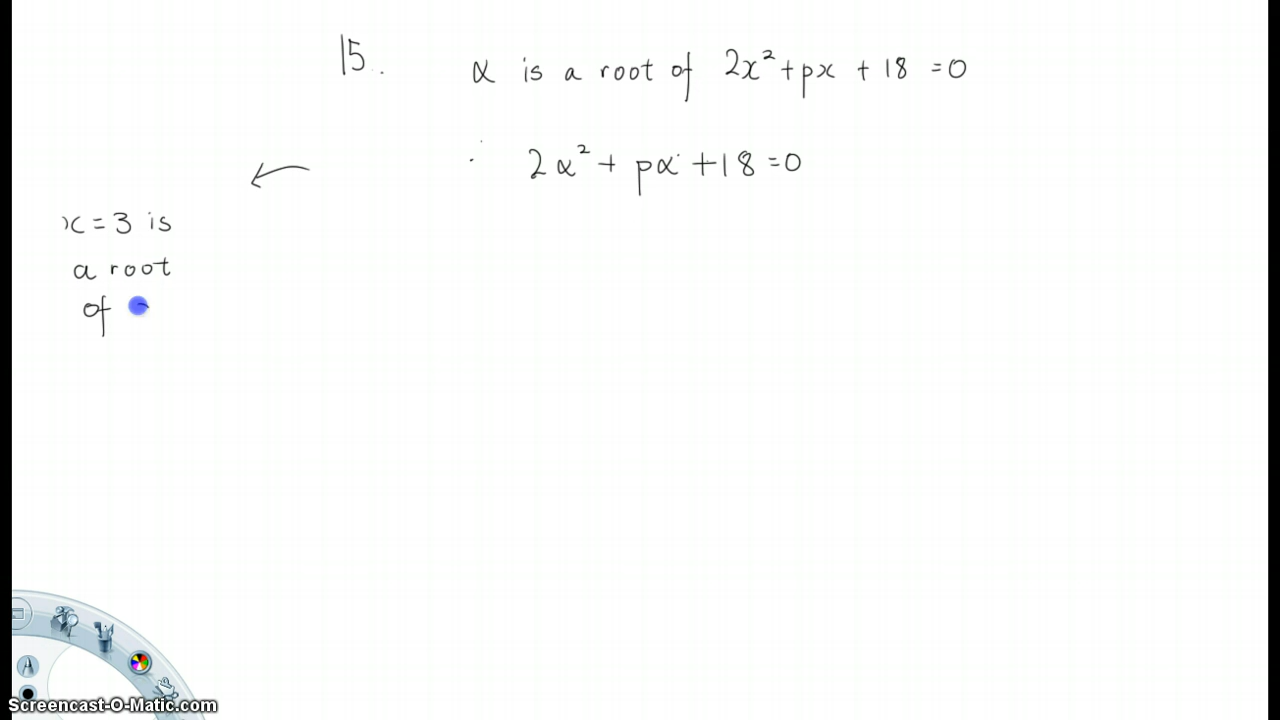 15.
α is a root of 2x² + px + 18 = 0
∴ 2α² + pα + 18 = 0
x = 3 is
a root
of
Screencast-O-Matic.com